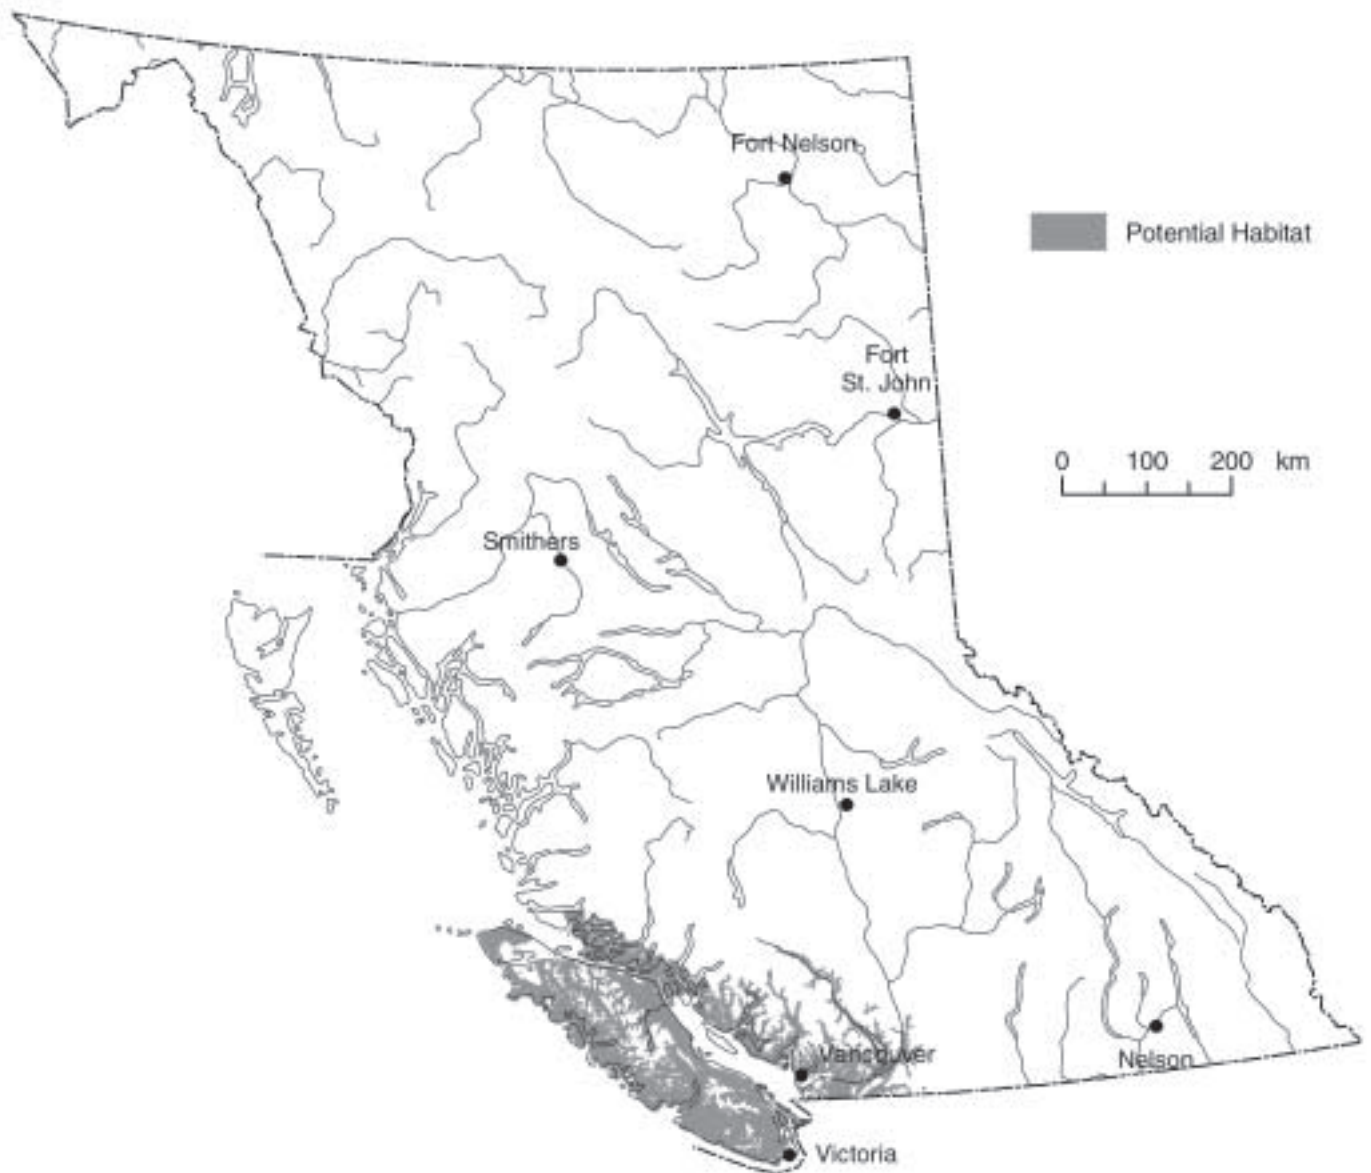 Fort Nelson
Potential Habitat
Fort
St. John
0 100 200 km
Smithers
Williams Lake
Vancouver
Nelson
Victoria